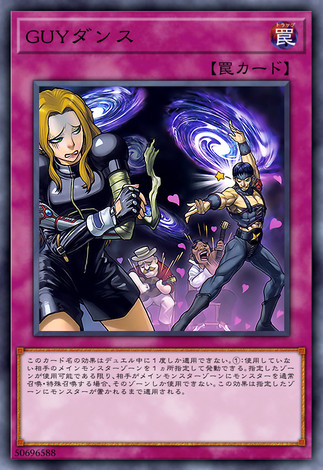 GUYダンス
トラップ
罠
【罠カード】
このカード名の効果はデュエル中に1度しか適用できない。①:使用していな
い相手のメインモンスターゾーンを1ヵ所指定して発動できる。指定したゾー
ンが使用可能である限り、相手がメインモンスターゾーンにモンスターを通常
召喚・特殊召喚する場合、そのゾーンしか使用できない。この効果は指定したゾ
ーンにモンスターが置かれるまで適用される。
50696588